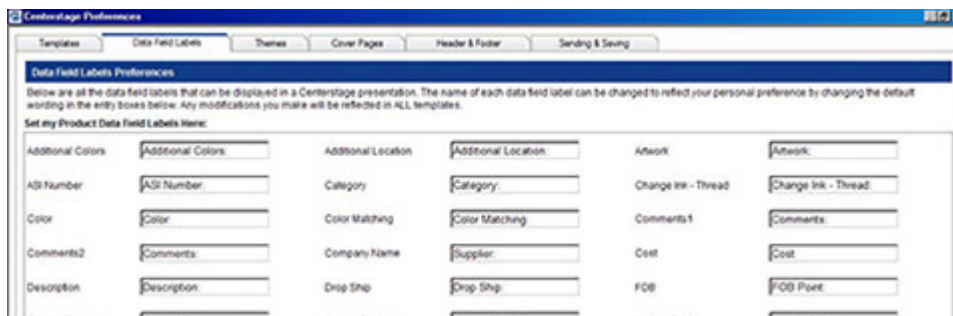 Centerstage Preferences
Templates Data Field Labels Themes Cover Pages Header & Footer Sending & Saving
Data Field Labels Preferences
Below are all the data field labels that can be displayed in a Centerstage presentation. The name of each data field label can be changed to reflect your personal preference by changing the default
wording in the entry boxes below. Any modifications you make will be reflected in ALL templates.
Set my Product Data Field Labels Here:
Additional Colors Additional Colors: Additional Location Additional Location: Artwork Artwork:
ASI Number ASI Number: Category Category: Change Ink - Thread Change Ink - Thread:
Color Color: Color Matching Color Matching: Comments1 Comments:
Comments2 Comments: Company Name Supplier: Cost Cost
Description Description: Drop Ship Drop Ship: FOB FOB Point: